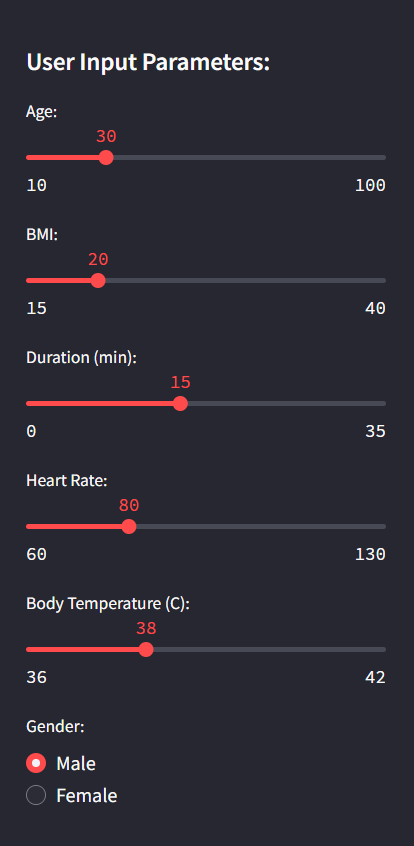 User Input Parameters:
Age:
30
10 100
BMI:
20
15 40
Duration (min):
15
0 35
Heart Rate:
80
60 130
Body Temperature (C):
38
36 42
Gender:
Male
Female